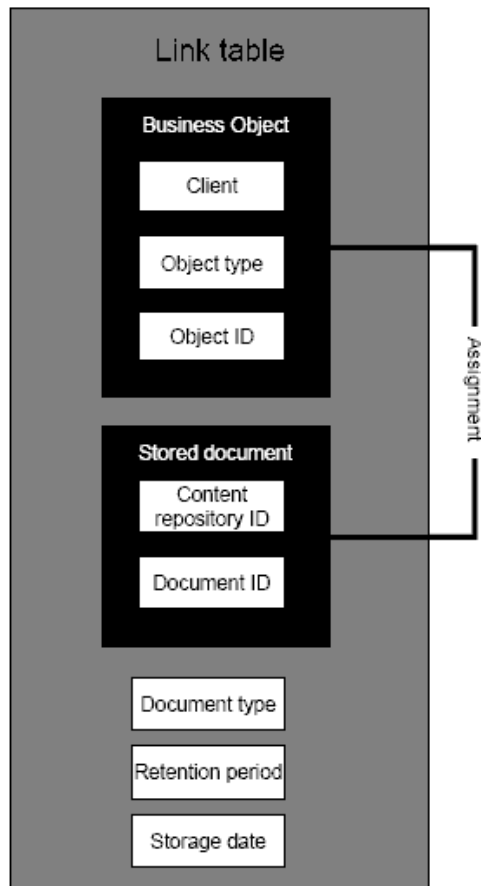 Link table
Business Object
Client
Object type
Object ID
Assignment
Stored document
Content
repository ID
Document ID
Document type
Retention period
Storage date